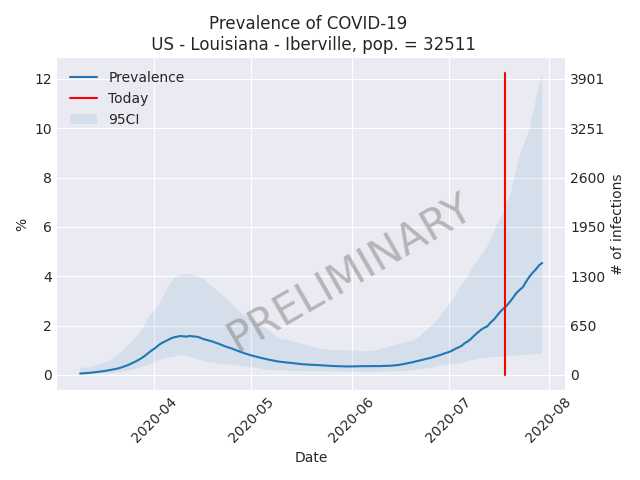 Prevalence of COVID-19
US - Louisiana - Iberville, pop. = 32511
Prevalence
Today
95CI
12
10
8
6
4
2
0
%
3901
3251
2600
1950
1300
650
0
# of infections
PRELIMINARY
2020-04
2020-05
2020-06
2020-07
2020-08
Date